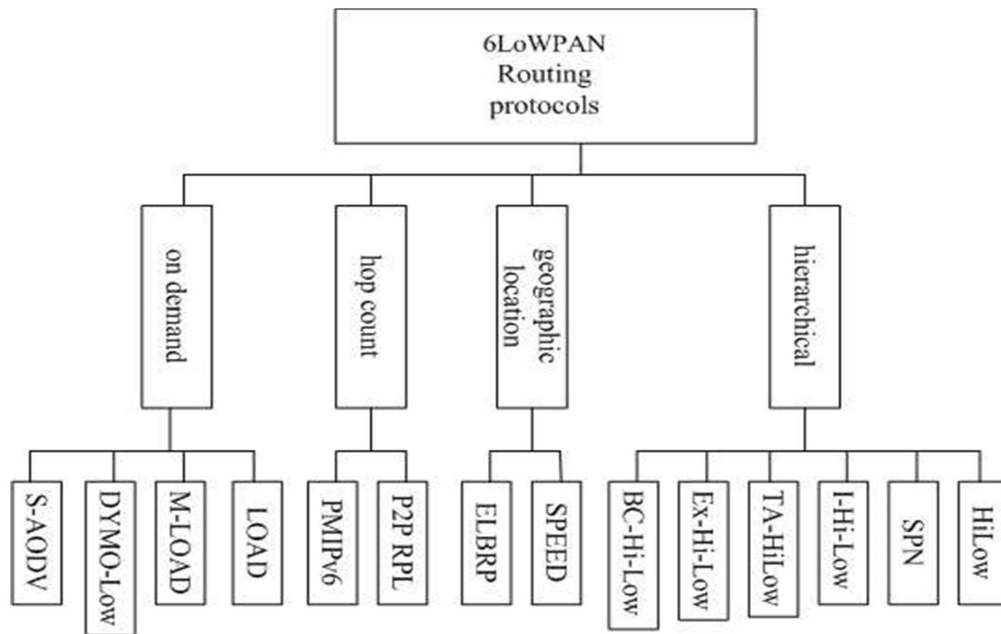 6LoWPAN
Routing
protocols
on demand
hop count
geographic
location
hierarchical
S-AODV
DYMO-Low
M-LOAD
LOAD
PMIPv6
P2P RPL
ELBRP
SPEED
BC-Hi-Low
Ex-Hi-Low
TA-HiLow
I-Hi-Low
SPN
HiLow